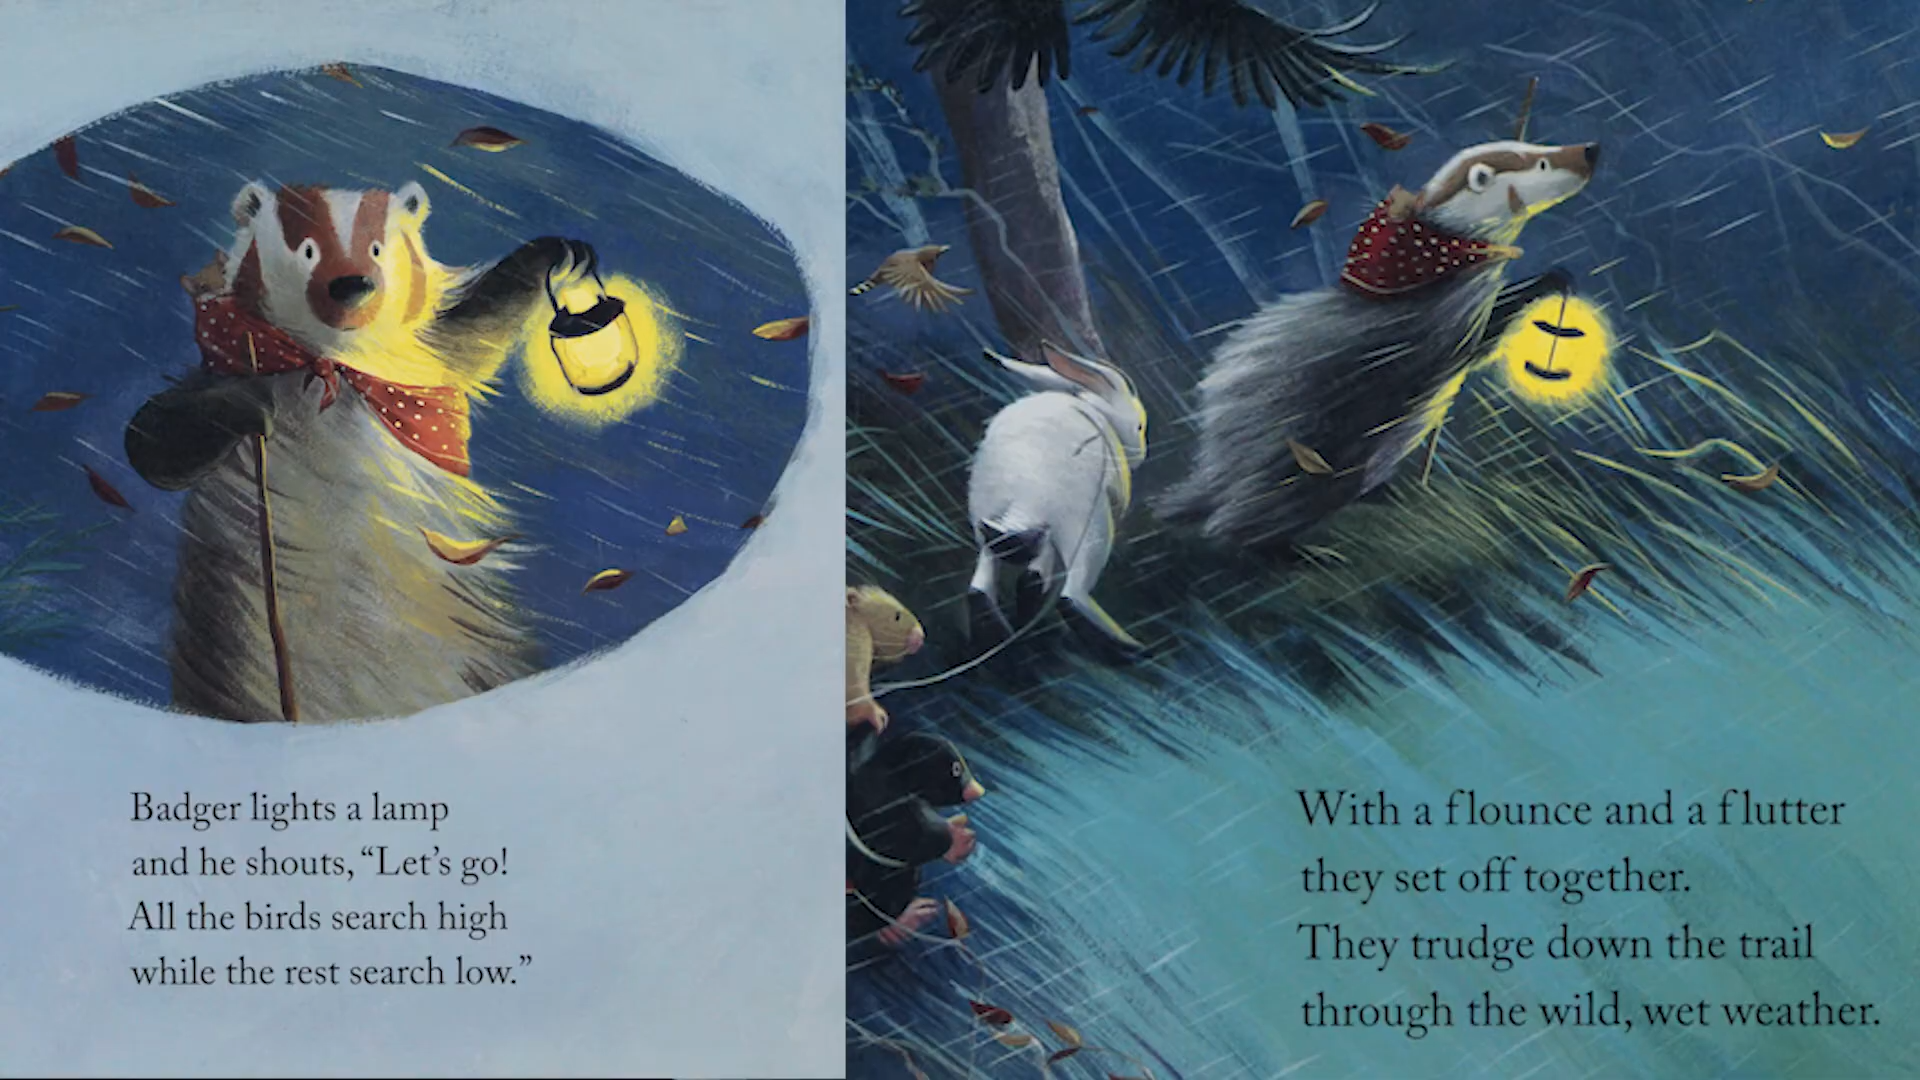 Badger lights a lamp
and he shouts, “Let’s go!
All the birds search high
while the rest search low.”
With a flounce and a flutter
they set off together.
They trudge down the trail
through the wild, wet weather.